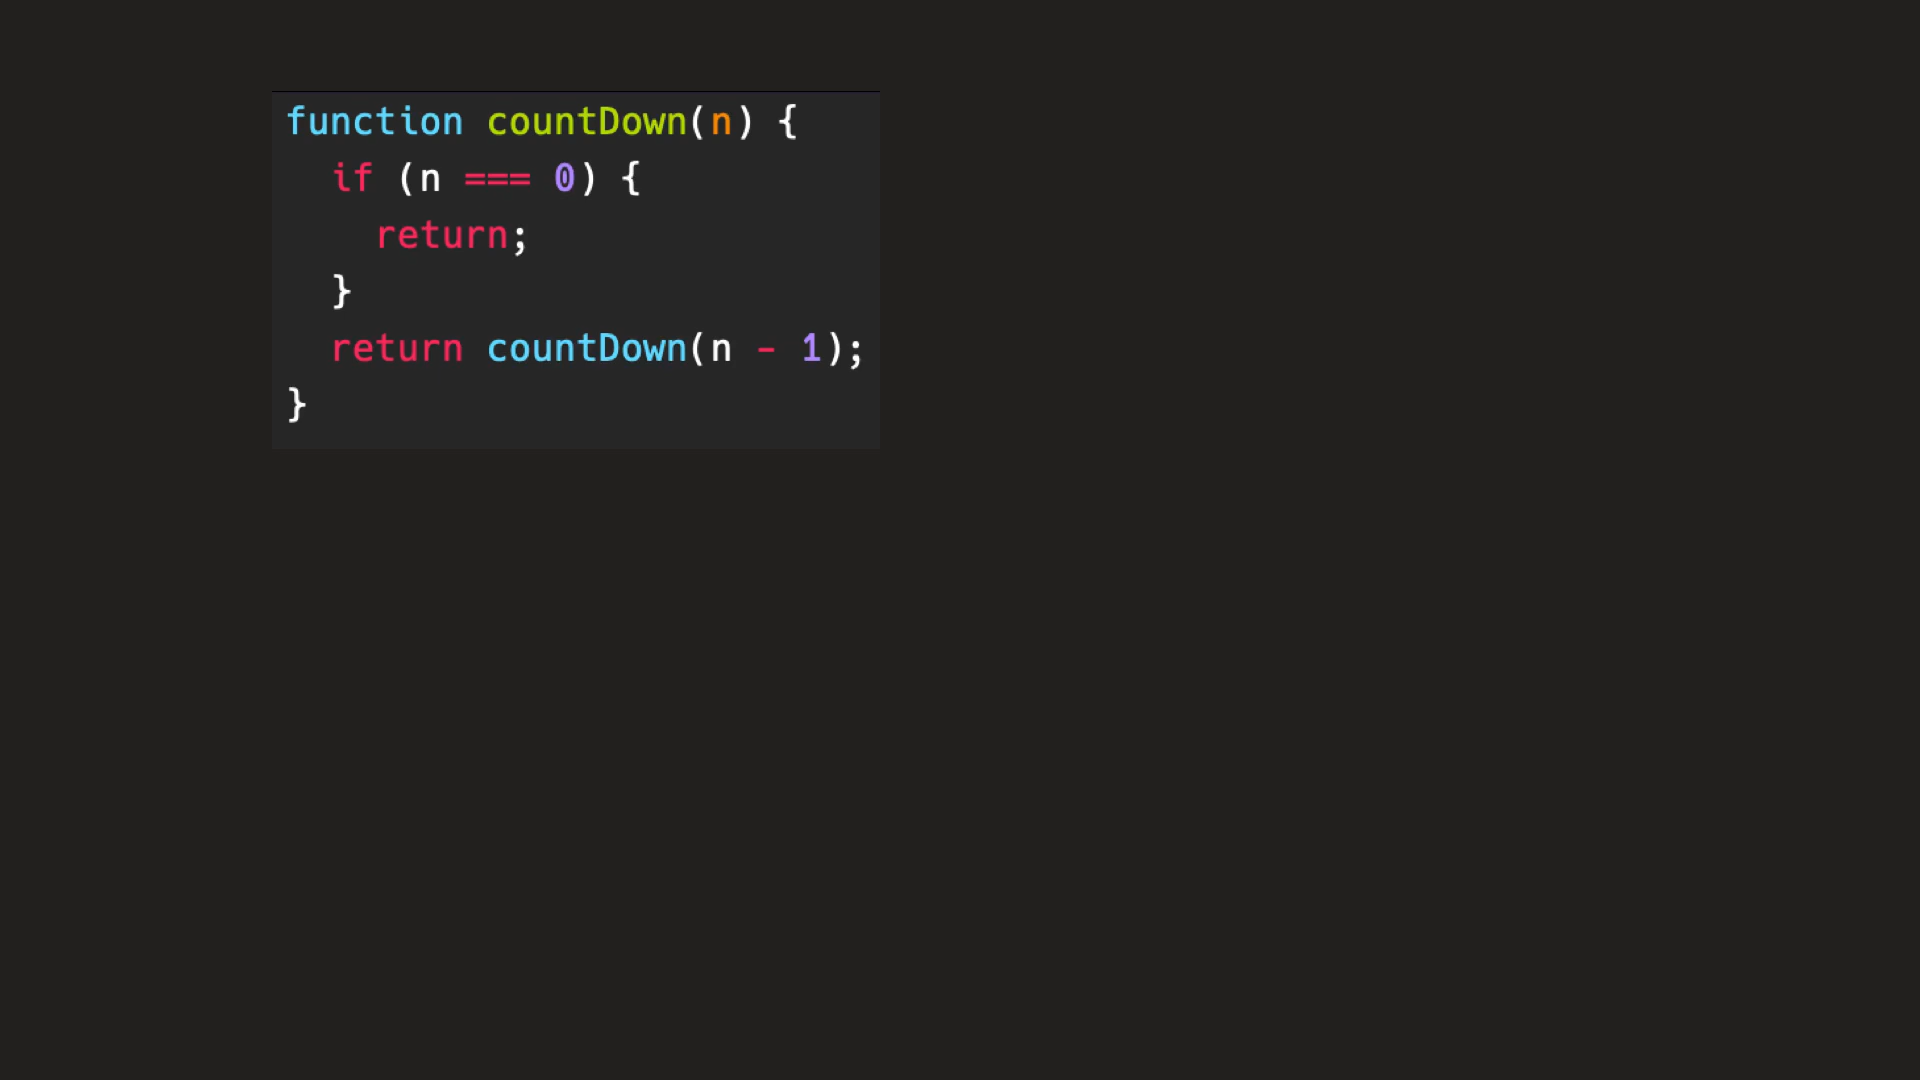 function countDown(n) {
  if (n === 0) {
    return;
  }
  return countDown(n - 1);
}